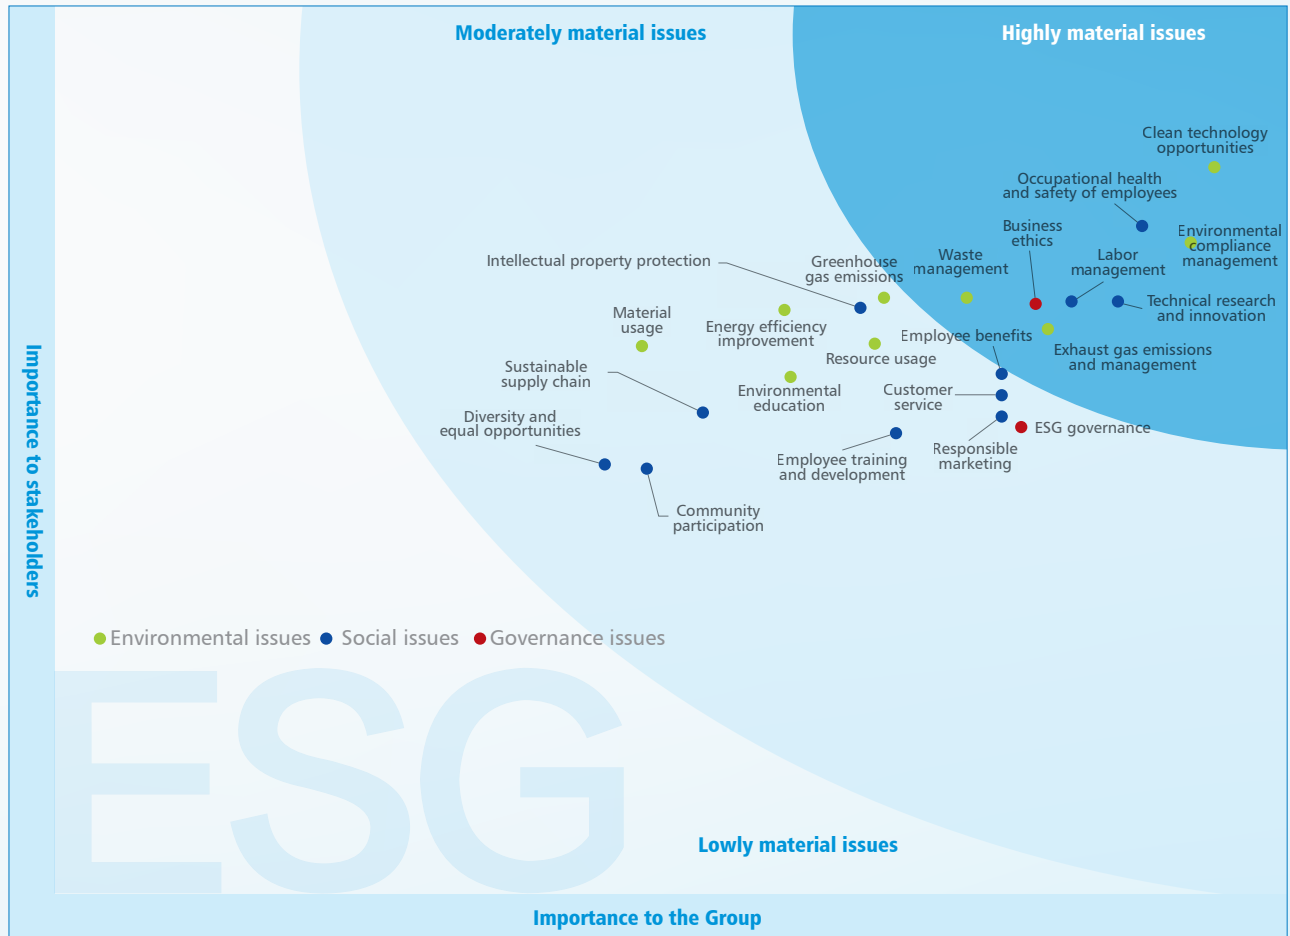 Moderately material issues
Highly material issues
Clean technology
opportunities
Occupational health
and safety of employees
Business
ethics
Environmental
compliance
management
Labor
management
Waste
management
Greenhouse
gas emissions
Intellectual property protection
Technical research
and innovation
Material
usage
Energy efficiency
improvement
Employee benefits
Resource usage
Exhaust gas emissions
and management
Sustainable
supply chain
Environmental
education
Customer
service
Diversity and
equal opportunities
ESG governance
Responsible
marketing
Employee training
and development
Community
participation
Importance to stakeholders
Environmental issues
Social issues
Governance issues
ESG
Lowly material issues
Importance to the Group